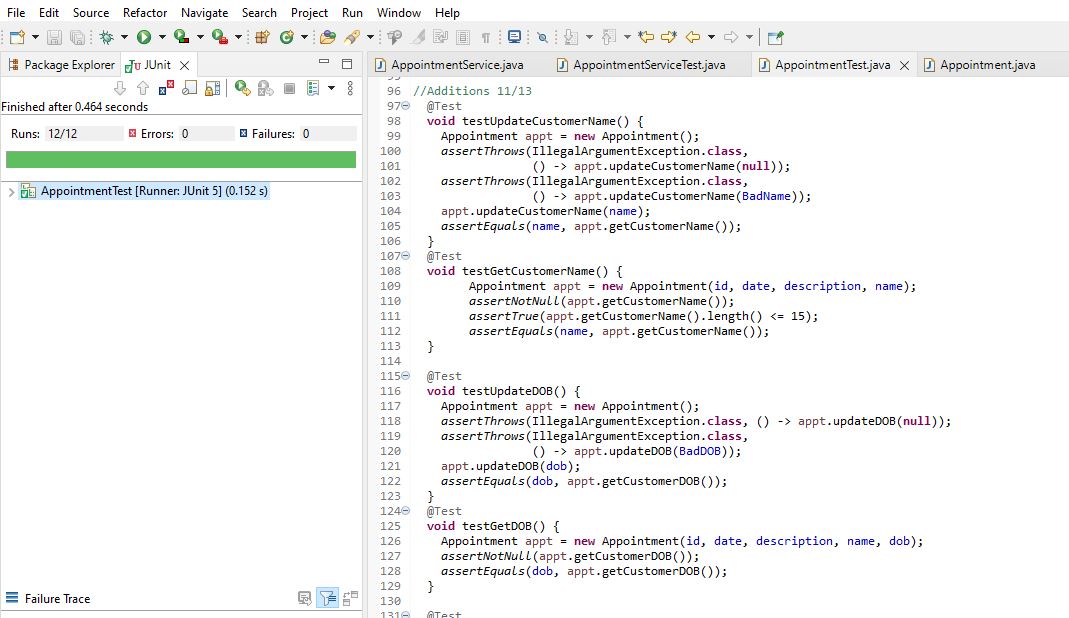 File Edit Source Refactor Navigate Search Project Run Window Help
Package Explorer JUnit
AppointmentService.java AppointmentServiceTest.java AppointmentTest.java Appointment.java
Finished after 0.464 seconds
Runs: 12/12 Errors: 0 Failures: 0
AppointmentTest [Runner: JUnit 5] (0.152 s)
Failure Trace
95
96 //Additions 11/13
97 @Test
98 void testUpdateCustomerName() {
99 Appointment appt = new Appointment();
100 assertThrows(IllegalArgumentException.class,
101 () -> appt.updateCustomerName(null));
102 assertThrows(IllegalArgumentException.class,
103 () -> appt.updateCustomerName(BadName));
104 appt.updateCustomerName(name);
105 assertEquals(name, appt.getCustomerName());
106 }
107 @Test
108 void testGetCustomerName() {
109 Appointment appt = new Appointment(id, date, description, name);
110 assertNotNull(appt.getCustomerName());
111 assertTrue(appt.getCustomerName().length() <= 15);
112 assertEquals(name, appt.getCustomerName());
113 }
114
115 @Test
116 void testUpdateDOB() {
117 Appointment appt = new Appointment();
118 assertThrows(IllegalArgumentException.class, () -> appt.updateDOB(null));
119 assertThrows(IllegalArgumentException.class,
120 () -> appt.updateDOB(BadDOB));
121 appt.updateDOB(dob);
122 assertEquals(dob, appt.getCustomerDOB());
123 }
124 @Test
125 void testGetDOB() {
126 Appointment appt = new Appointment(id, date, description, name, dob);
127 assertNotNull(appt.getCustomerDOB());
128 assertEquals(dob, appt.getCustomerDOB());
129 }
130
131 @Test